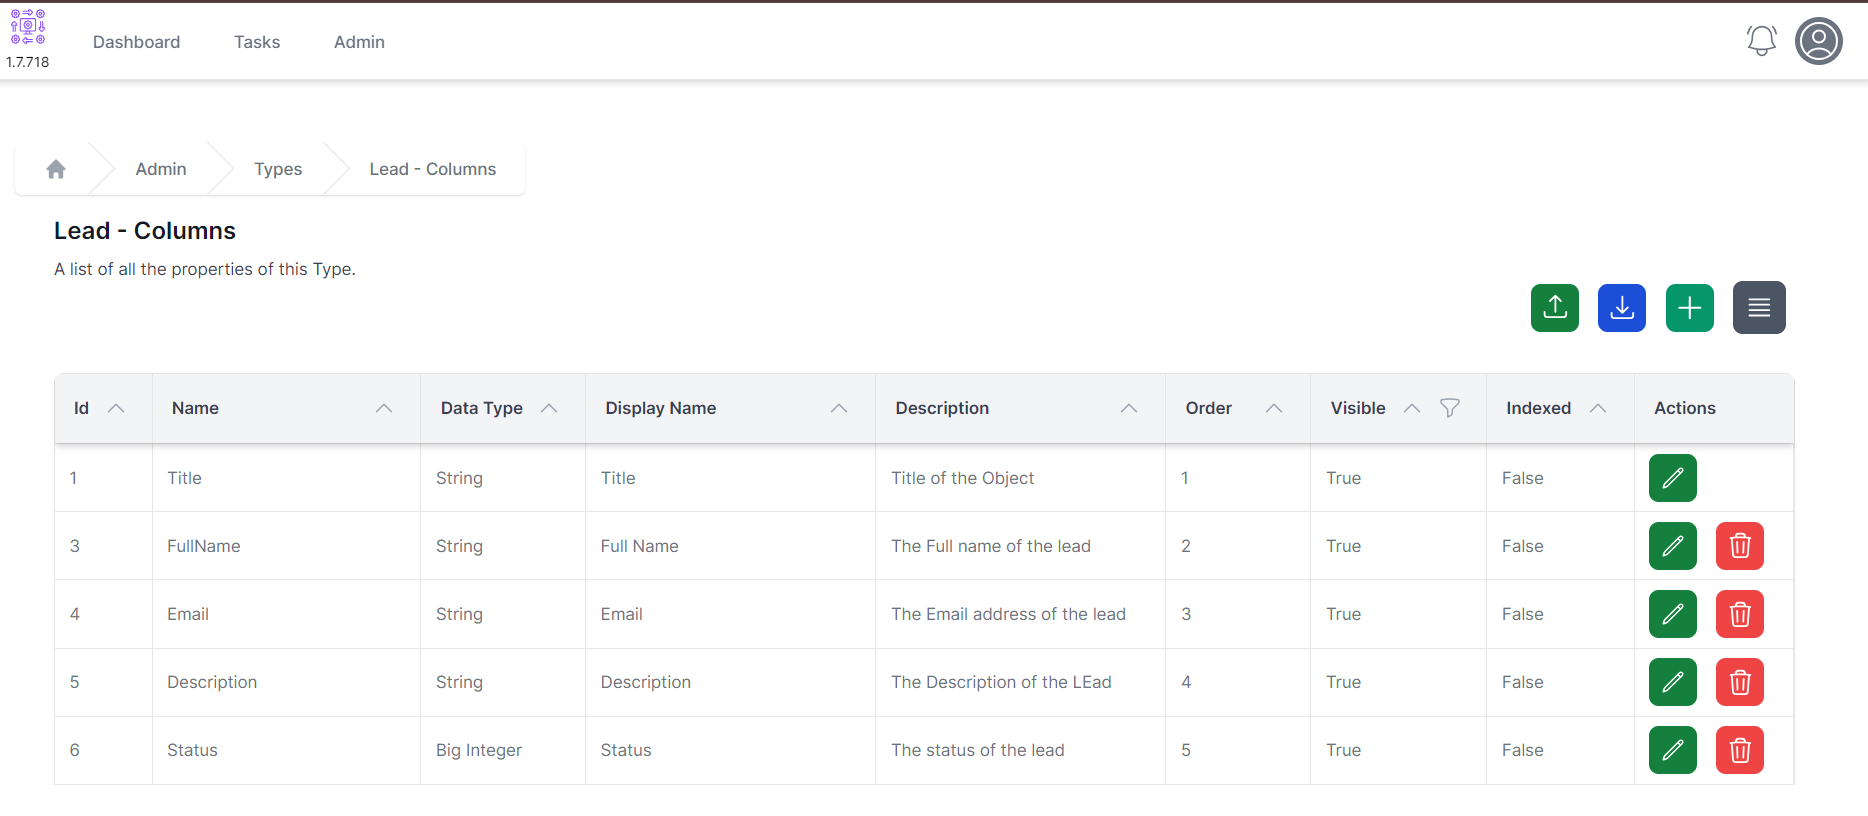 Dashboard Tasks Admin
1.7.718
Admin Types Lead - Columns
Lead - Columns
A list of all the properties of this Type.
Id Name Data Type Display Name Description Order Visible Indexed Actions
1 Title String Title Title of the Object 1 True False
3 FullName String Full Name The Full name of the lead 2 True False
4 Email String Email The Email address of the lead 3 True False
5 Description String Description The Description of the LEad 4 True False
6 Status Big Integer Status The status of the lead 5 True False